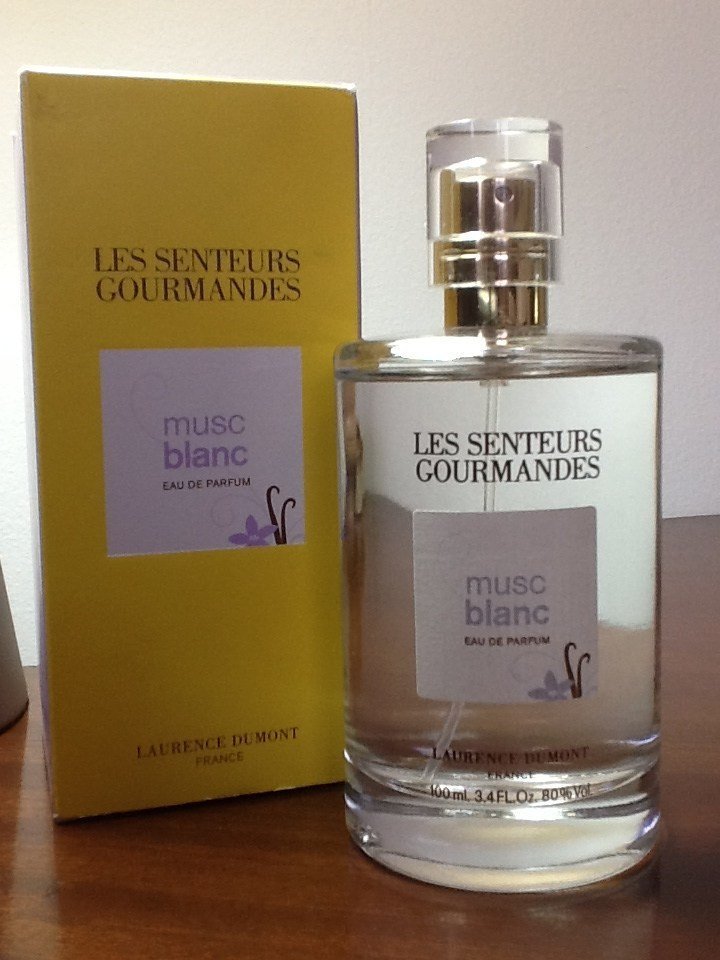 LES SENTEURS
GOURMANDES
musc
blanc
EAU DE PARFUM
LAURENCE DUMONT
FRANCE
LES SENTEURS
GOURMANDES
musc
blanc
EAU DE PARFUM
LAURENCE DUMONT
FRANCE
100 ml. 3.4FL.Oz. 80%Vol.